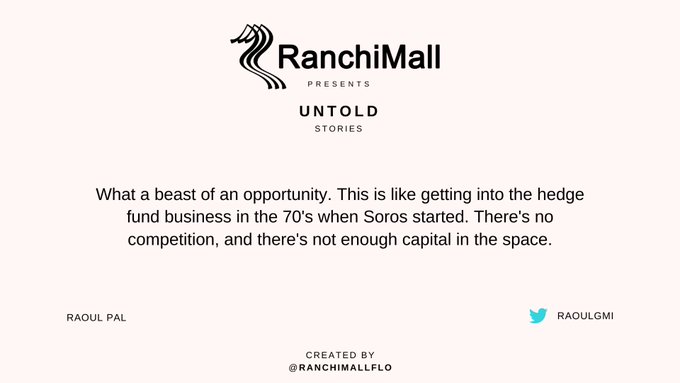 RanchiMall
PRESENTS
UNTOLD
STORIES
What a beast of an opportunity. This is like getting into the hedge
fund business in the 70's when Soros started. There's no
competition, and there's not enough capital in the space.
RAOUL PAL
RAOULGMI
CREATED BY
@RANCHIMALLFLO